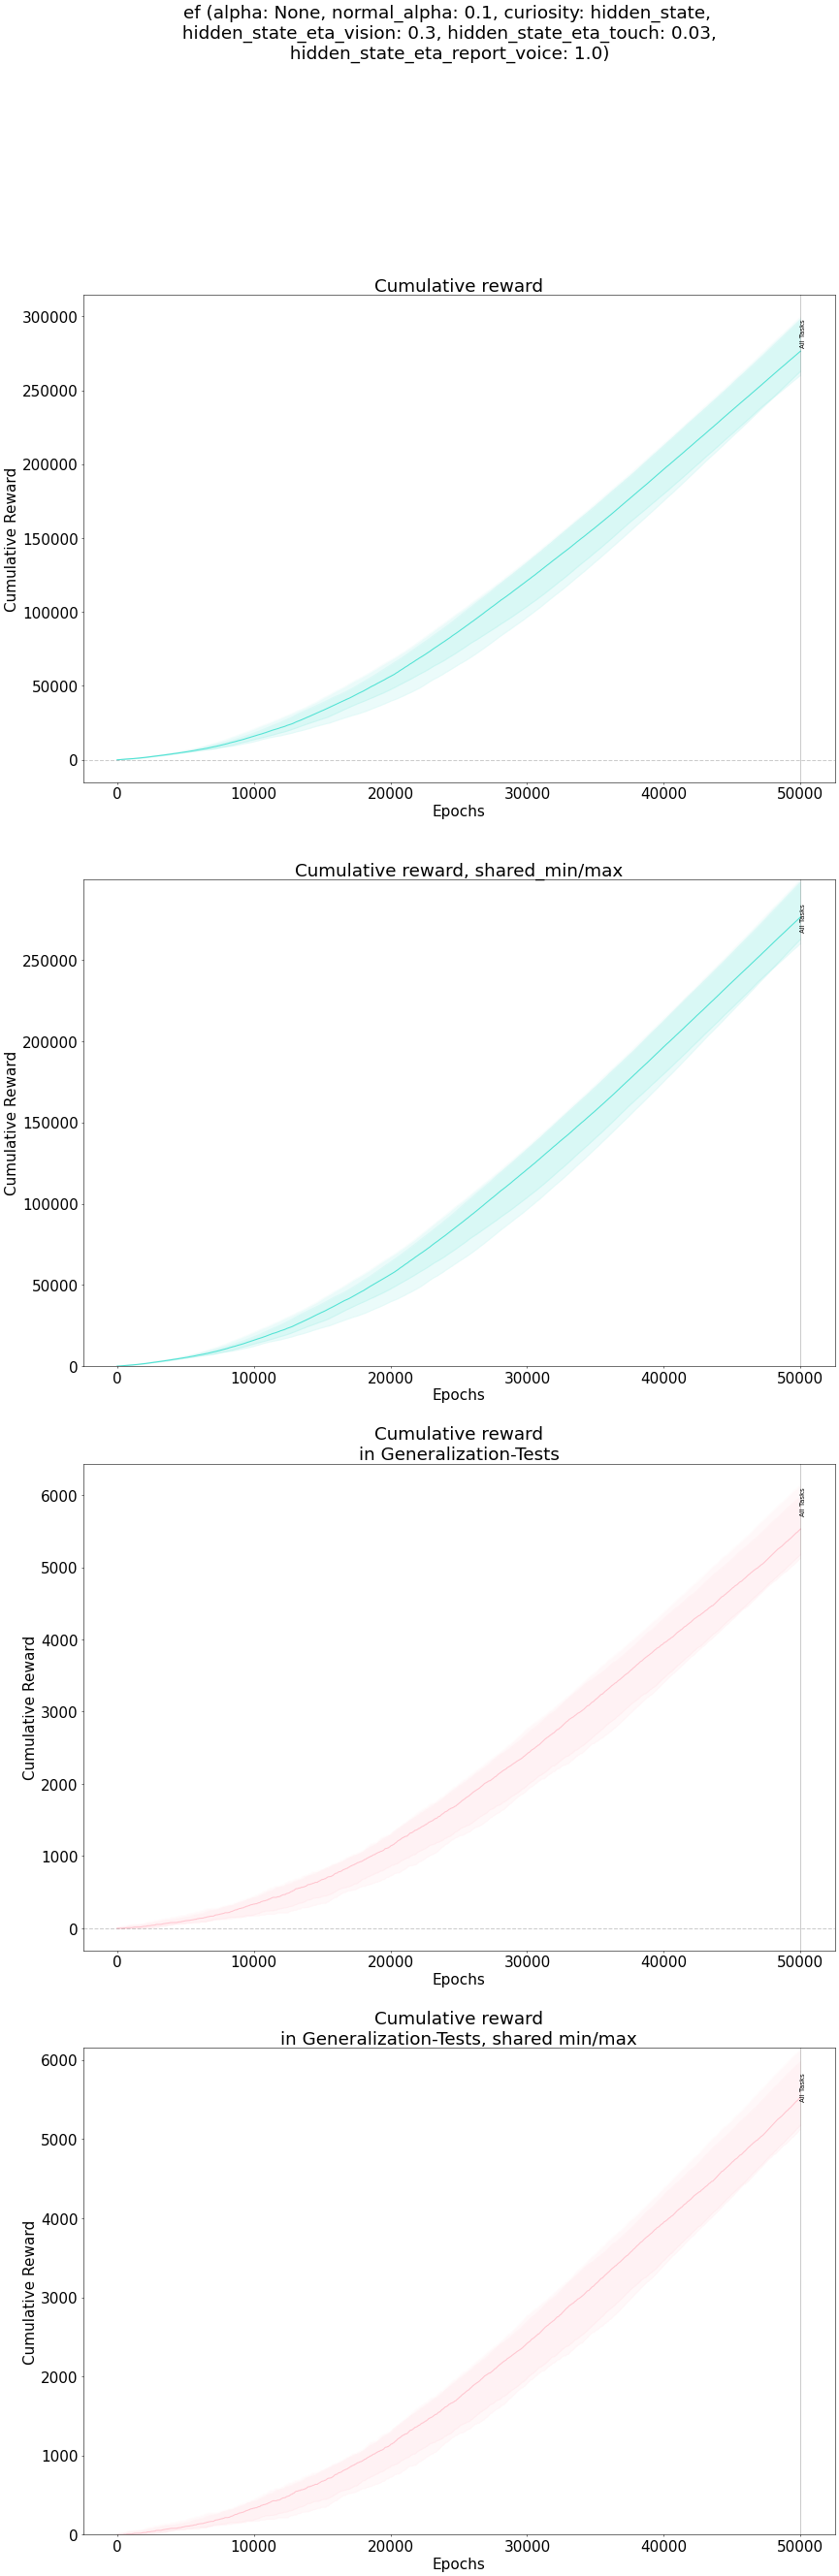 ef (alpha: None, normal_alpha: 0.1, curiosity: hidden_state,
hidden_state_eta_vision: 0.3, hidden_state_eta_touch: 0.03,
hidden_state_eta_report_voice: 1.0)
Cumulative reward
300000
250000
200000
150000
100000
50000
0
Cumulative Reward
All Tasks
0 10000 20000 30000 40000 50000
Epochs
Cumulative reward, shared_min/max
250000
200000
150000
100000
50000
0
Cumulative Reward
All Tasks
0 10000 20000 30000 40000 50000
Epochs
Cumulative reward
in Generalization-Tests
6000
5000
4000
3000
2000
1000
0
Cumulative Reward
All Tasks
0 10000 20000 30000 40000 50000
Epochs
Cumulative reward
in Generalization-Tests, shared min/max
6000
5000
4000
3000
2000
1000
0
Cumulative Reward
All Tasks
0 10000 20000 30000 40000 50000
Epochs